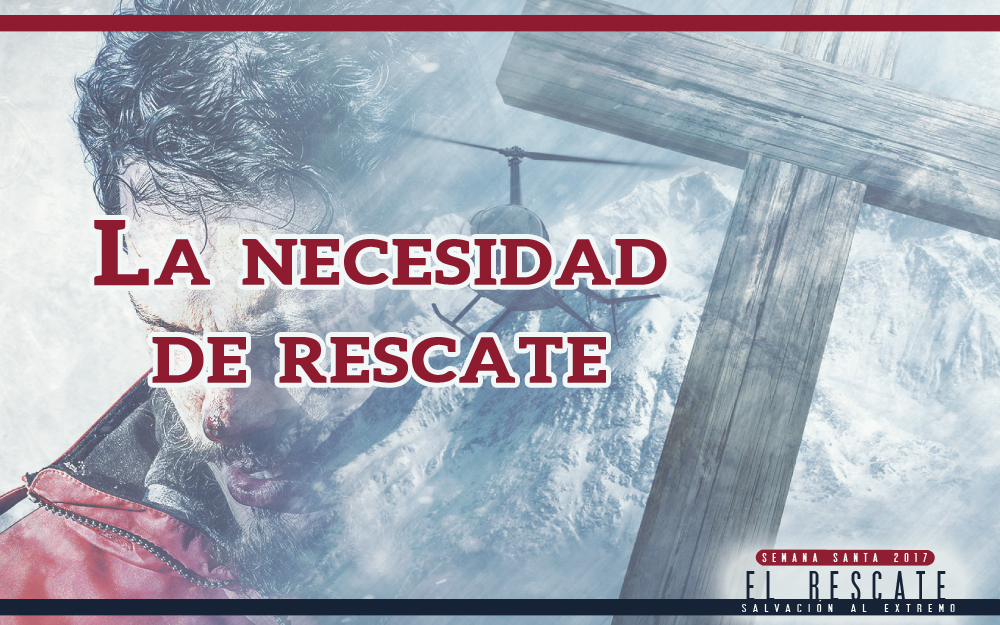 La necesidad
de rescate
SEMANA SANTA 2017
EL RESCATE
SALVACIÓN AL EXTREMO